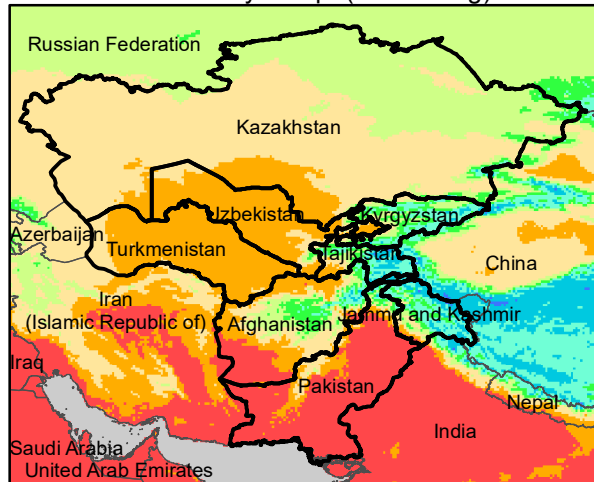 Russian Federation
Kazakhstan
Uzbekistan
Kyrgyzstan
Azerbaijan
Turkmenistan
Tajikistan
China
Iran
(Islamic Republic of)
Afghanistan
Jammu and Kashmir
Iraq
Pakistan
Nepal
India
Saudi Arabia
United Arab Emirates